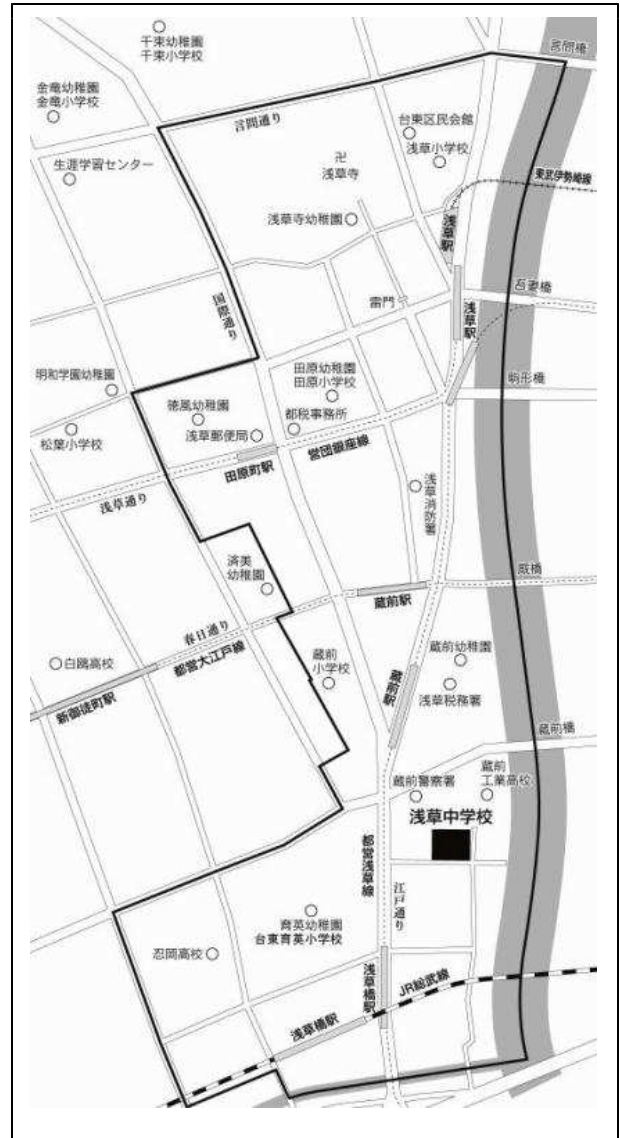 千束幼稚園
千束小学校
金竜幼稚園
金竜小学校
言問橋
言問通り
台東区民会館
浅草小学校
卍
浅草寺
生涯学習センター
東武伊勢崎線
浅草寺幼稚園
浅草駅
吾妻橋
国際通り
雷門
浅草駅
田原幼稚園
田原小学校
駒形橋
明和学園幼稚園
徳風幼稚園
都税事務所
松葉小学校
浅草郵便局
営団銀座線
田原町駅
浅草通り
浅草消防署
済美
幼稚園
厩橋
蔵前駅
春日通り
都営大江戸線
蔵前
小学校
蔵前幼稚園
白鴎高校
蔵前駅
浅草税務署
新御徒町駅
蔵前橋
蔵前警察署
蔵前
工業高校
浅草中学校
都営浅草線
江戸通り
育英幼稚園
台東育英小学校
忍岡高校
浅草橋駅
JR総武線
浅草橋駅